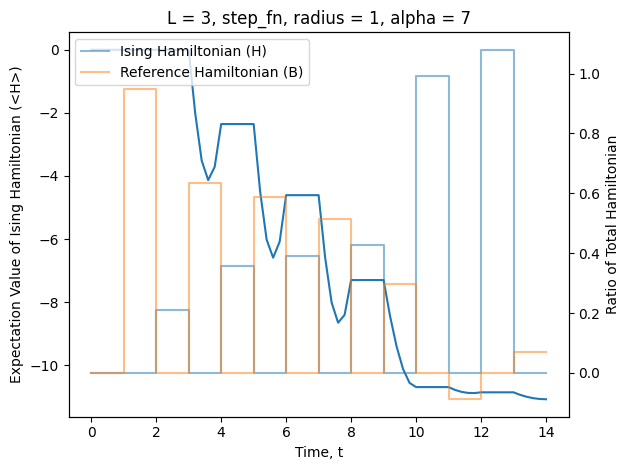 L = 3, step_fn, radius = 1, alpha = 7
Ising Hamiltonian (H)
Reference Hamiltonian (B)
Expectation Value of Ising Hamiltonian (<H>)
0
−2
−4
−6
−8
−10
1.0
0.8
0.6
0.4
0.2
0.0
Ratio of Total Hamiltonian
0 2 4 6 8 10 12 14
Time, t